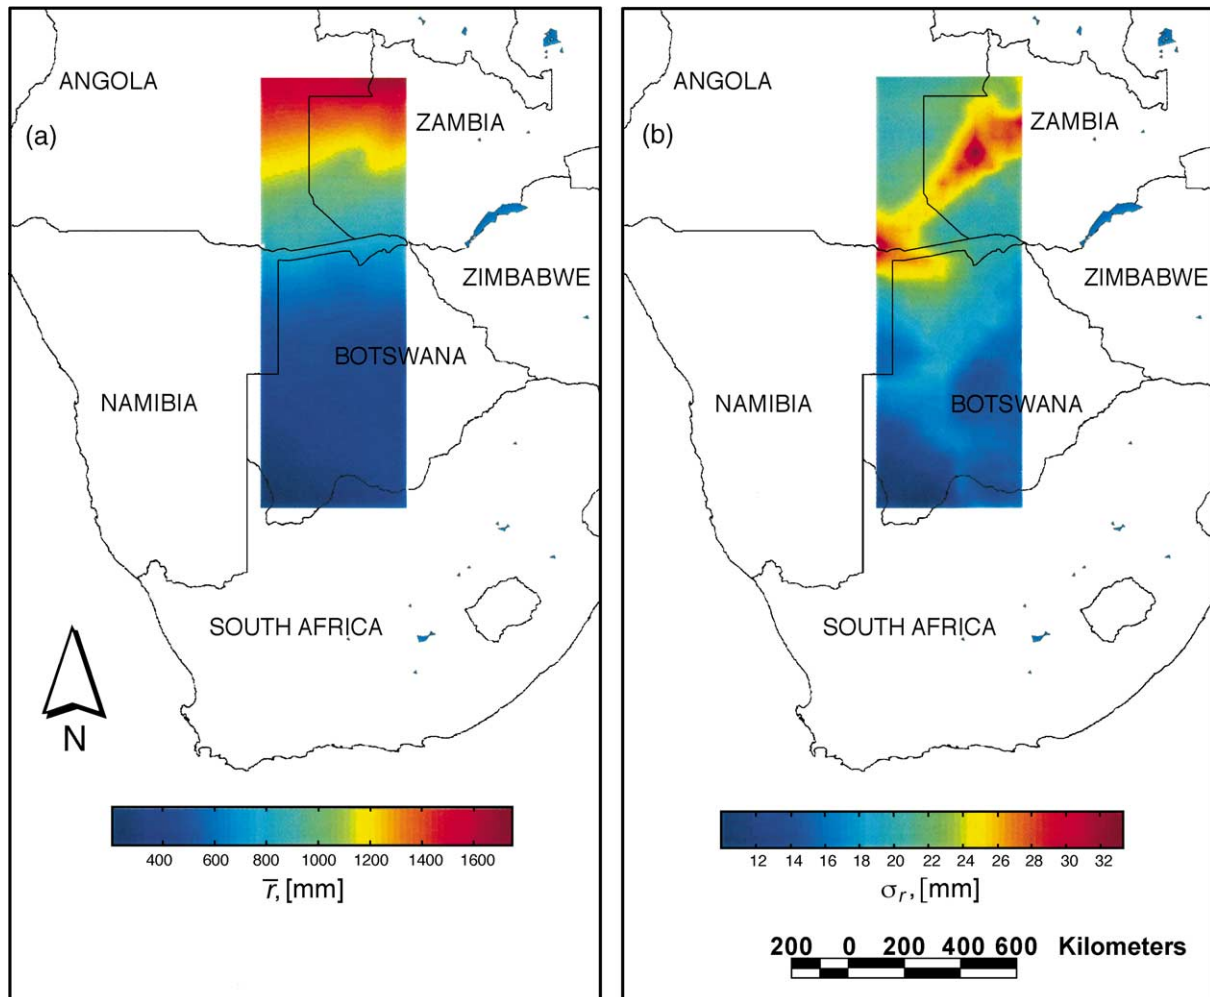 ANGOLA
(a)
ZAMBIA
ZIMBABWE
BOTSWANA
NAMIBIA
SOUTH AFRICA
N
400 600 800 1000 1200 1400 1600
r̅, [mm]
ANGOLA
(b)
ZAMBIA
ZIMBABWE
BOTSWANA
NAMIBIA
SOUTH AFRICA
12 14 16 18 20 22 24 26 28 30 32
σr, [mm]
200 0 200 400 600 Kilometers